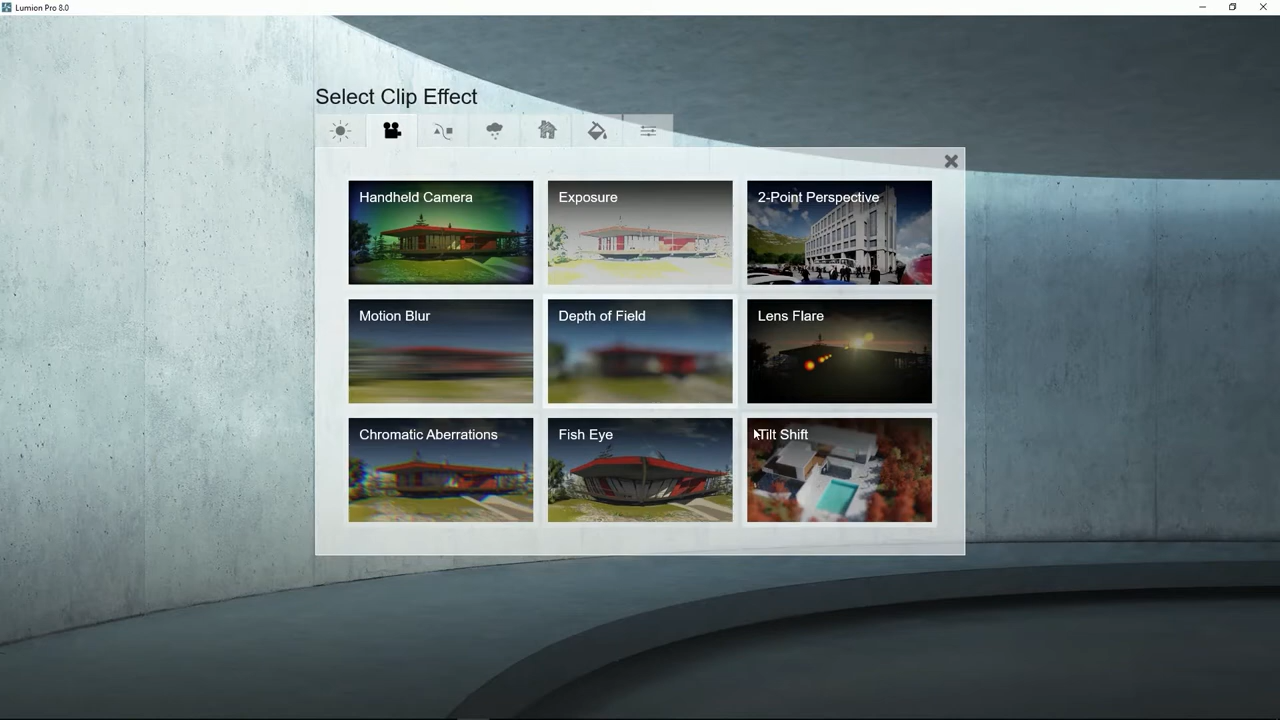 Lumion Pro 8.0
Select Clip Effect
Handheld Camera
Exposure
2-Point Perspective
Motion Blur
Depth of Field
Lens Flare
Chromatic Aberrations
Fish Eye
Tilt Shift